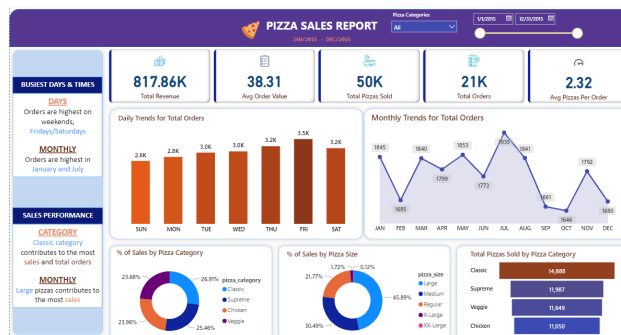 PIZZA SALES REPORT
JAN/2015 - DEC/2015
Pizza Categories
All
1/1/2015
12/31/2015
BUSIEST DAYS & TIMES
DAYS
Orders are highest on
weekends,
Fridays/Saturdays
MONTHLY
Orders are highest in
January and July
SALES PERFORMANCE
CATEGORY
Classic category
contributes to the most
sales and total orders
MONTHLY
Large pizzas contributes to
the most sales
817.86K
Total Revenue
38.31
Avg Order Value
50K
Total Pizzas Sold
21K
Total Orders
2.32
Avg Pizzas Per Order
Daily Trends for Total Orders
2.6K
2.8K
3.0K
3.0K
3.2K
3.5K
3.2K
SUN MON TUE WED THU FRI SAT
Monthly Trends for Total Orders
1845
1685
1840
1799
1853
1773
1935
1841
1661
1646
1792
1680
JAN FEB MAR APR MAY JUN JUL AUG SEP OCT NOV DEC
% of Sales by Pizza Category
23.68%
26.91%
23.96%
25.46%
pizza_category
Classic
Supreme
Chicken
Veggie
% of Sales by Pizza Size
1.72%
0.12%
21.77%
45.89%
30.49%
pizza_size
Large
Medium
Regular
X-Large
XX-Large
Total Pizzas Sold by Pizza Category
Classic 14,888
Supreme 11,987
Veggie 11,649
Chicken 11,050